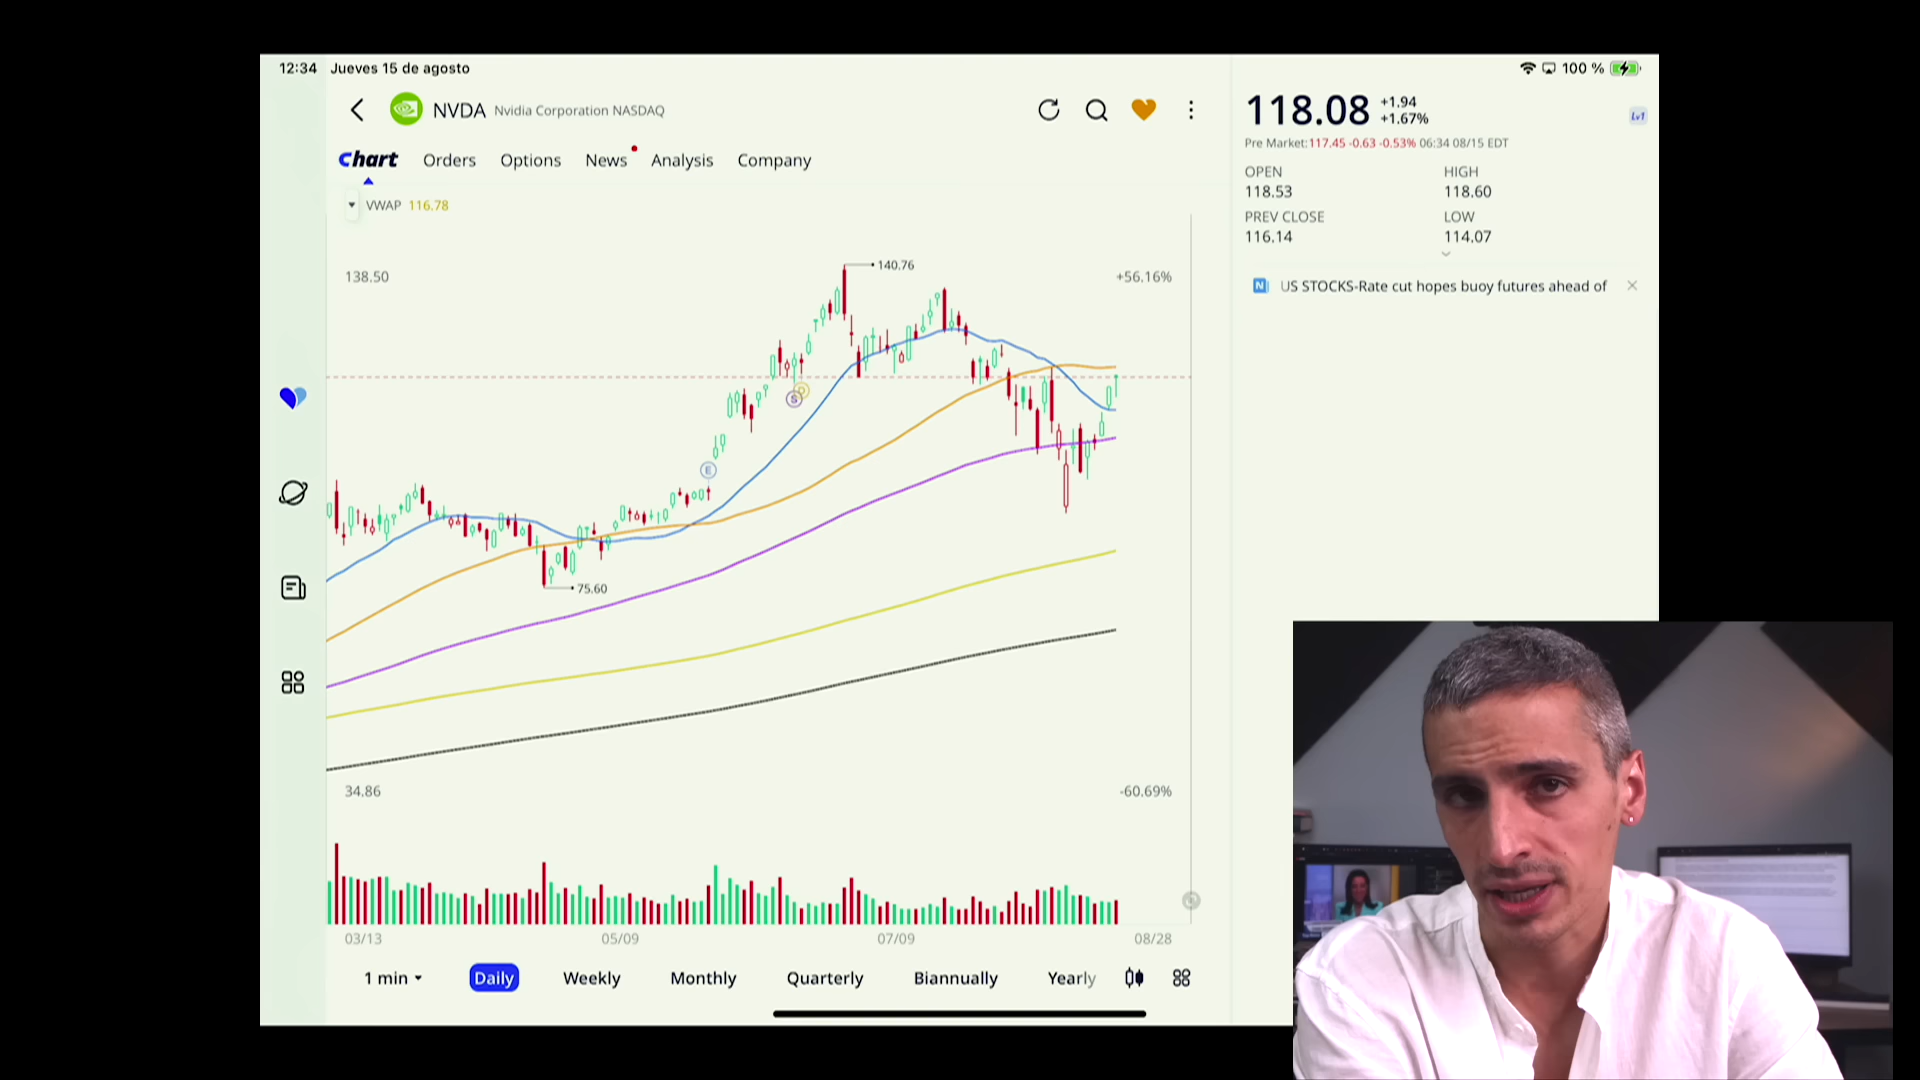 12:34 Jueves 15 de agosto
100 %
NVDA Nvidia Corporation NASDAQ
Chart Orders Options News Analysis Company
VWAP 116.78
138.50
+56.16%
140.76
D
S
E
75.60
34.86
-60.69%
03/13 05/09 07/09 08/28
1 min Daily Weekly Monthly Quarterly Biannually Yearly
118.08 +1.94
+1.67%
Lv1
Pre Market:117.45 -0.63 -0.53% 06:34 08/15 EDT
OPEN HIGH
118.53 118.60
PREV CLOSE LOW
116.14 114.07
N US STOCKS-Rate cut hopes buoy futures ahead of